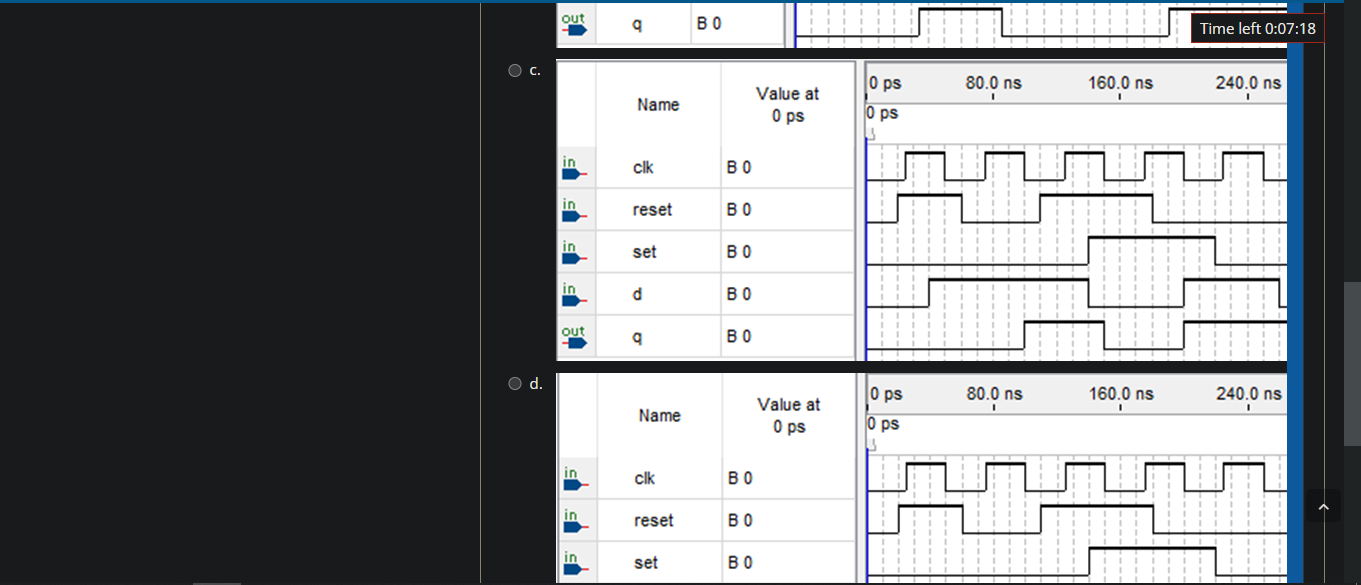 out q B 0
Time left 0:07:18
c.
Name Value at 0 ps 0 ps 80.0 ns 160.0 ns 240.0 ns
0 ps
in clk B 0
in reset B 0
in set B 0
in d B 0
out q B 0
d.
Name Value at 0 ps 0 ps 80.0 ns 160.0 ns 240.0 ns
0 ps
in clk B 0
in reset B 0
in set B 0